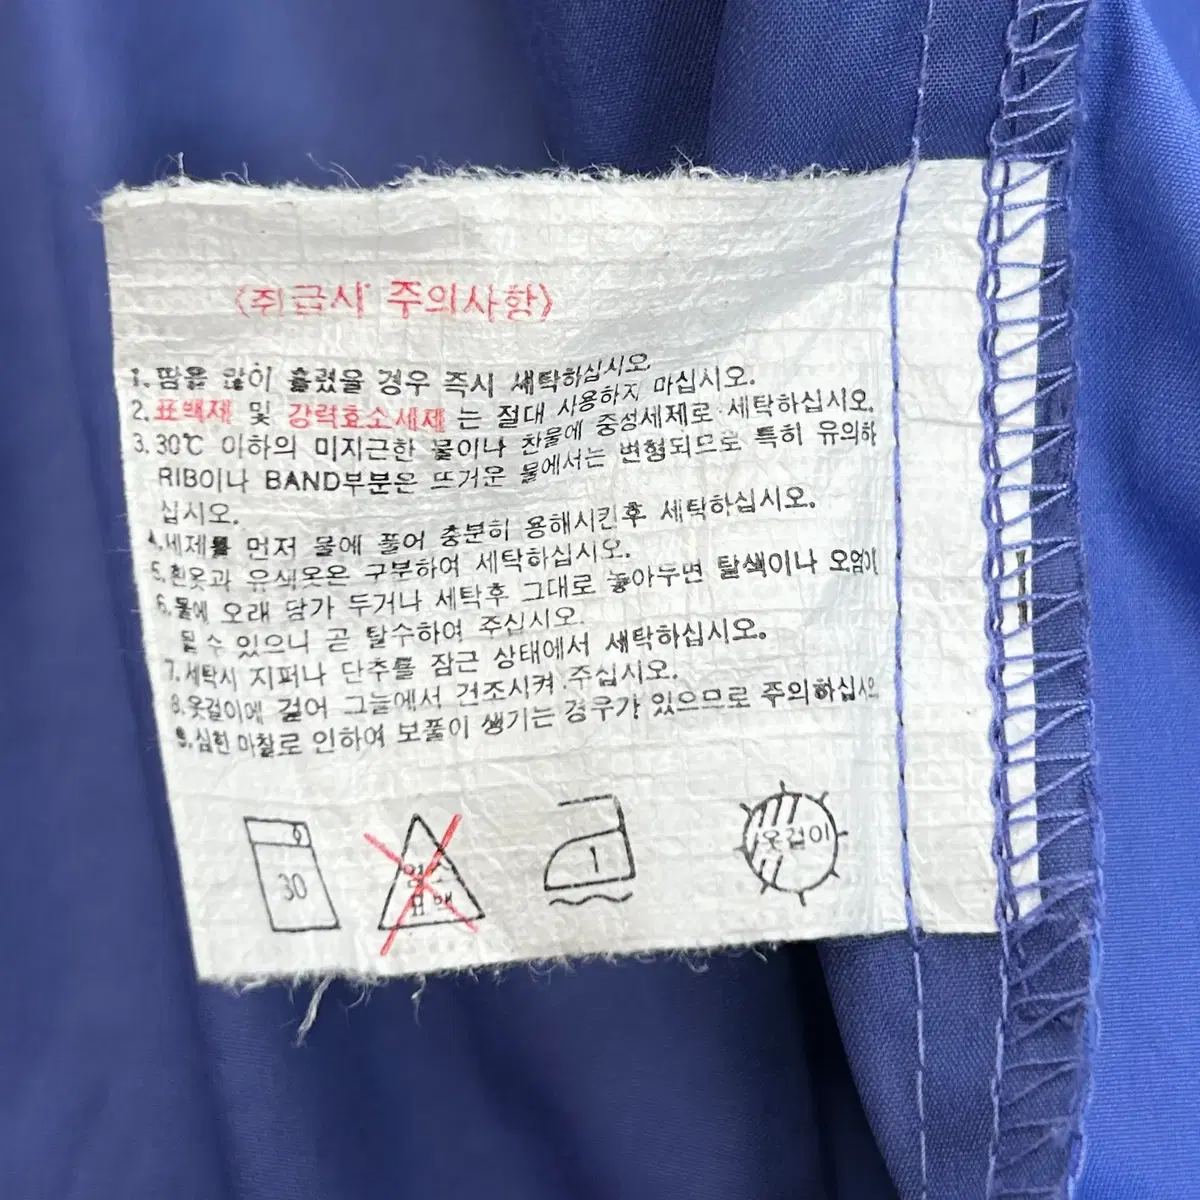 〈취급시 주의사항〉
1. 땀을 많이 흘렸을 경우 즉시 세탁하십시오.
2. 표백제 및 강력효소세제 는 절대 사용하지 마십시오.
3. 30℃ 이하의 미지근한 물이나 찬물에 중성세제로 세탁하십시오.
RIB이나 BAND부분은 뜨거운 물에서는 변형되므로 특히 유의하
십시오.
4. 세제를 먼저 물에 풀어 충분히 용해시킨후 세탁하십시오.
5. 흰옷과 유색옷은 구분하여 세탁하십시오.
6. 물에 오래 담가 두거나 세탁후 그대로 놓아두면 탈색이나 오염이
될수 있으니 곧 탈수하여 주십시오.
7. 세탁시 지퍼나 단추를 잠근 상태에서 세탁하십시오.
8. 옷걸이에 걸어 그늘에서 건조시켜 주십시오.
9. 심한 마찰로 인하여 보풀이 생기는 경우가 있으므로 주의하십시오
30
염소
표백
1
옷걸이